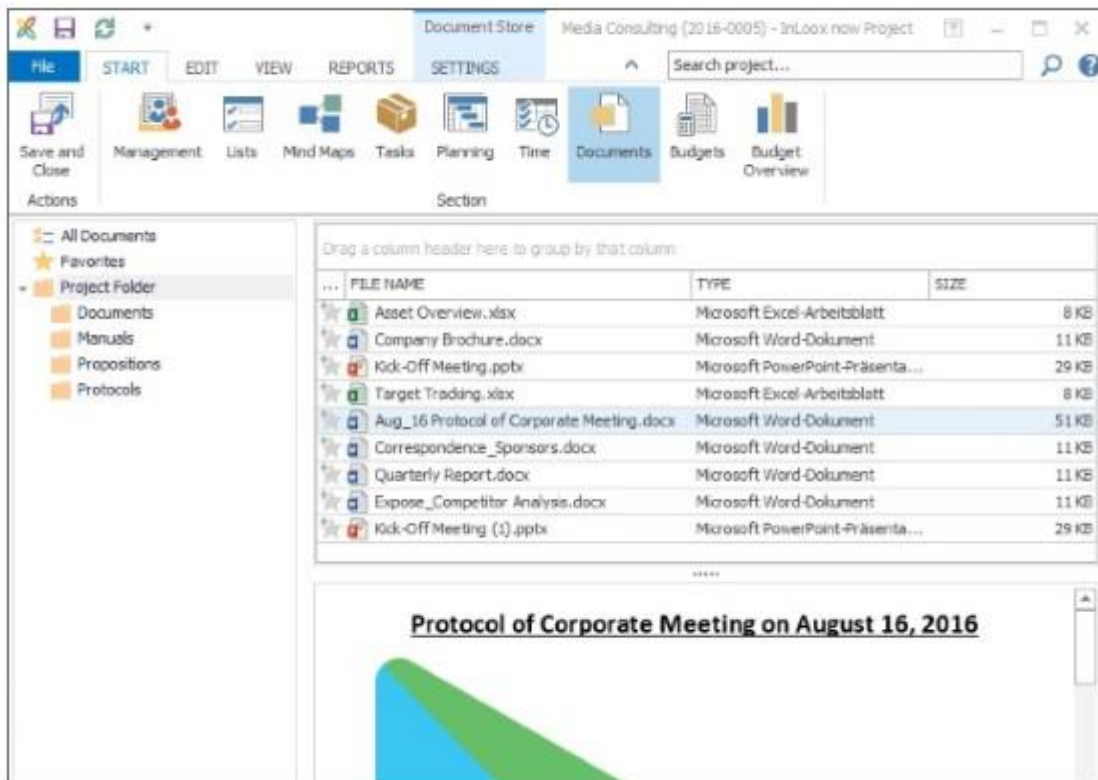 Document Store Media Consulting (2016-0005) - InLoox now Project
File START EDIT VIEW REPORTS SETTINGS Search project...
Save and Close Management Lists Mind Maps Tasks Planning Time Documents Budgets Budget Overview
Actions Section
All Documents
Favorites
Project Folder
Documents
Manuals
Propositions
Protocols
Drag a column header here to group by that column
... FILE NAME TYPE SIZE
Asset Overview.xlsx Microsoft Excel-Arbeitsblatt 8 KB
Company Brochure.docx Microsoft Word-Dokument 11 KB
Kick-Off Meeting.pptx Microsoft PowerPoint-Präsenta... 29 KB
Target Tracking.xlsx Microsoft Excel-Arbeitsblatt 8 KB
Aug_16 Protocol of Corporate Meeting.docx Microsoft Word-Dokument 51 KB
Correspondence_Sponsors.docx Microsoft Word-Dokument 11 KB
Quarterly Report.docx Microsoft Word-Dokument 11 KB
Expose_Competitor Analysis.docx Microsoft Word-Dokument 11 KB
Kick-Off Meeting (1).pptx Microsoft PowerPoint-Präsenta... 29 KB
Protocol of Corporate Meeting on August 16, 2016